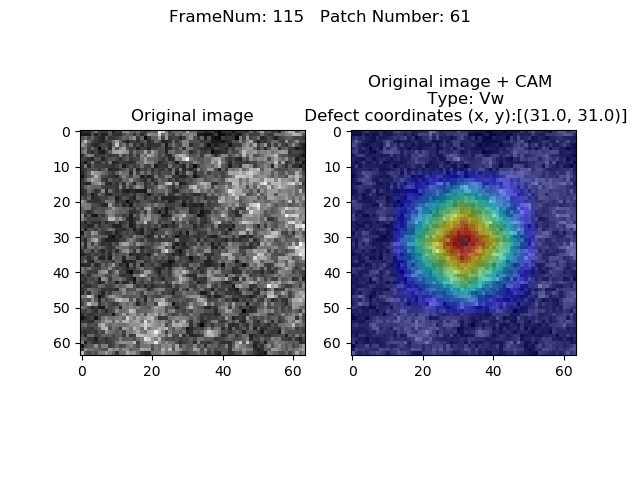 FrameNum: 115   Patch Number: 61
Original image
Original image + CAM
Type: Vw
Defect coordinates (x, y):[(31.0, 31.0)]
0
10
20
30
40
50
60
0 20 40 60
0
10
20
30
40
50
60
0 20 40 60